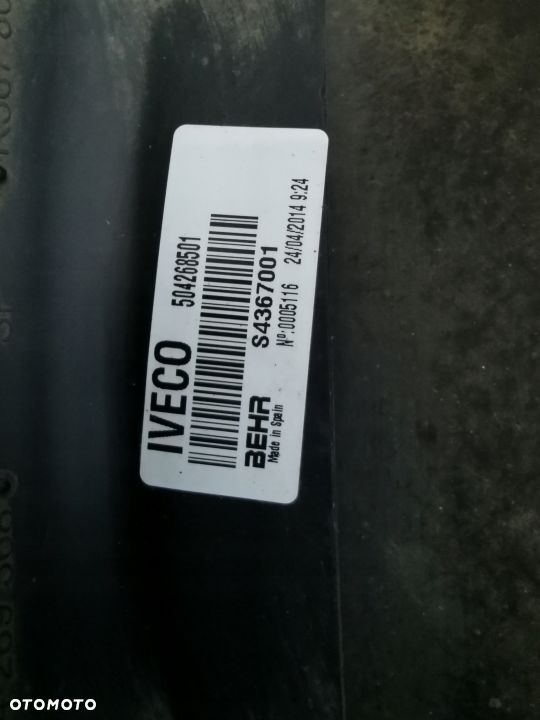 IVECO 504268501
BEHR S4367001
Made in Spain Nº:0005116 24/04/2014 9:24
OTOMOTO